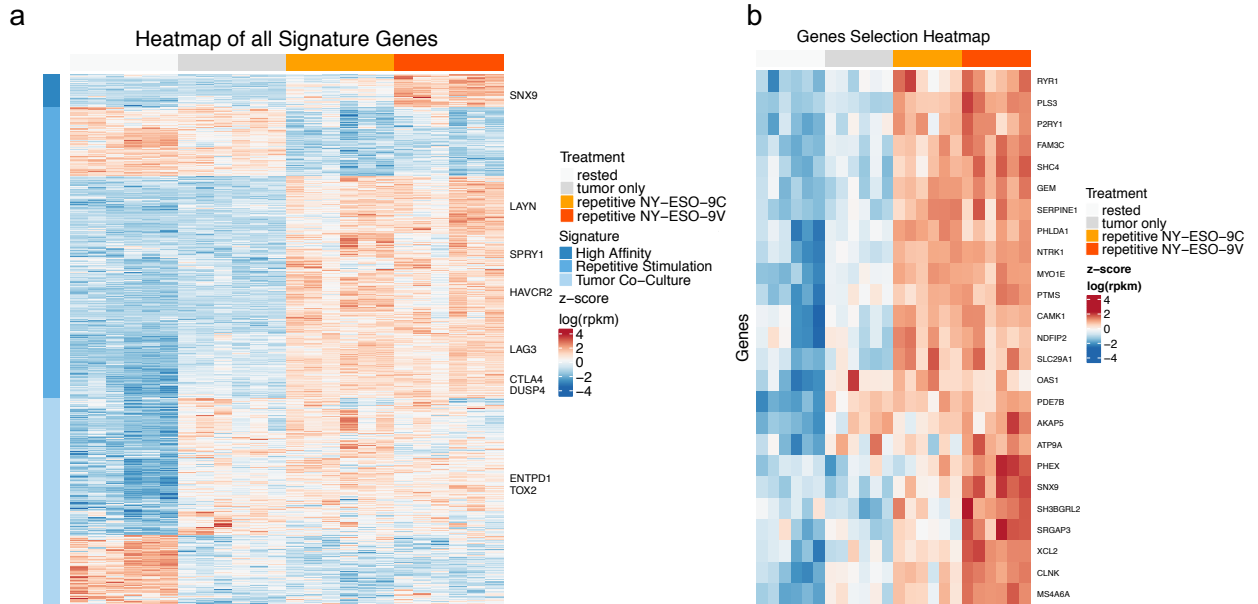 a
Heatmap of all Signature Genes
SNX9
LAYN
SPRY1
HAVCR2
LAG3
CTLA4
DUSP4
ENTPD1
TOX2
Treatment
rested
tumor only
repetitive NY-ESO-9C
repetitive NY-ESO-9V
Signature
High Affinity
Repetitive Stimulation
Tumor Co-Culture
z-score
log(rpkm)
4
2
0
−2
−4
b
Genes Selection Heatmap
Genes
RYR1
PLS3
P2RY1
FAM3C
SHC4
GEM
SERPINE1
PHLDA1
NTRK1
MYO1E
PTMS
CAMK1
NDFIP2
SLC29A1
OAS1
PDE7B
AKAP5
ATP9A
PHEX
SNX9
SH3BGRL2
SRGAP3
XCL2
CLNK
MS4A6A
Treatment
rested
tumor only
repetitive NY-ESO-9C
repetitive NY-ESO-9V
z-score
log(rpkm)
4
2
0
−2
−4